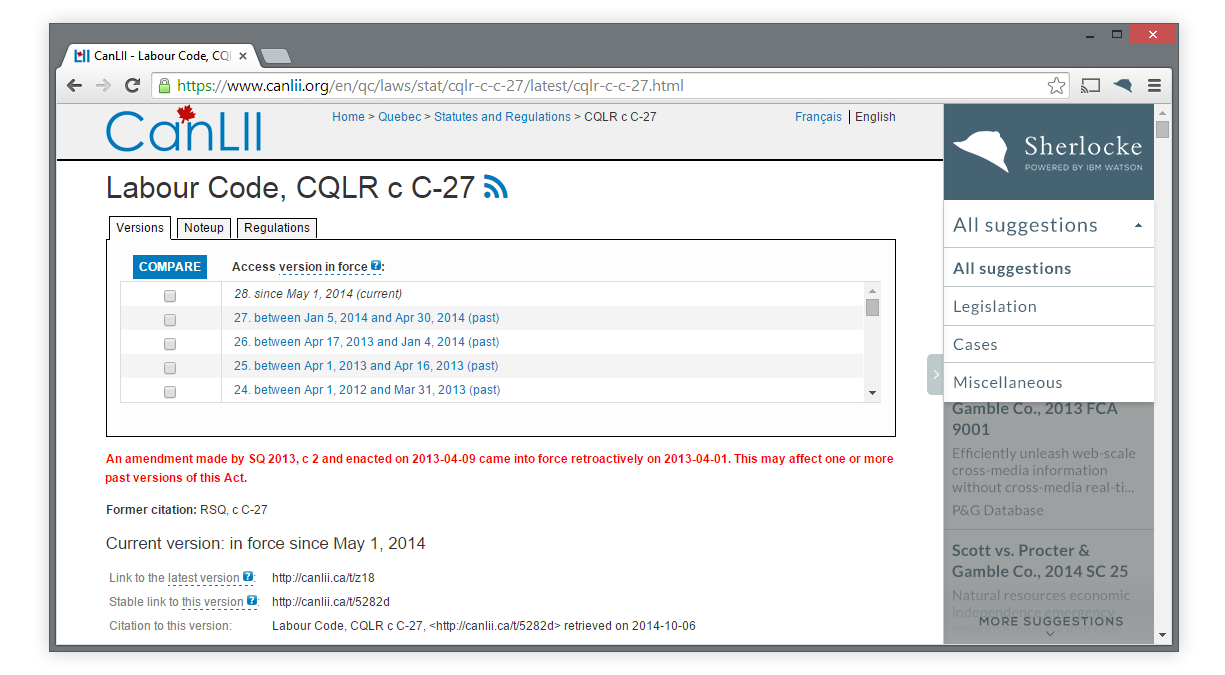 CanLII - Labour Code, CQ
https://www.canlii.org/en/qc/laws/stat/cqlr-c-c-27/latest/cqlr-c-c-27.html
CanLII
Home > Quebec > Statutes and Regulations > CQLR c C-27
Français | English
Labour Code, CQLR c C-27
Versions
Noteup
Regulations
COMPARE
Access version in force ?:
28. since May 1, 2014 (current)
27. between Jan 5, 2014 and Apr 30, 2014 (past)
26. between Apr 17, 2013 and Jan 4, 2014 (past)
25. between Apr 1, 2013 and Apr 16, 2013 (past)
24. between Apr 1, 2012 and Mar 31, 2013 (past)
An amendment made by SQ 2013, c 2 and enacted on 2013-04-09 came into force retroactively on 2013-04-01. This may affect one or more
past versions of this Act.
Former citation: RSQ, c C-27
Current version: in force since May 1, 2014
Link to the latest version ?: http://canlii.ca/t/z18
Stable link to this version ?: http://canlii.ca/t/5282d
Citation to this version: Labour Code, CQLR c C-27, <http://canlii.ca/t/5282d> retrieved on 2014-10-06
Sherlocke
POWERED BY IBM WATSON
All suggestions
All suggestions
Legislation
Cases
Miscellaneous
Gamble Co., 2013 FCA
9001
Efficiently unleash web-scale
cross-media information
without cross-media real-ti...
P&G Database
Scott vs. Procter &
Gamble Co., 2014 SC 25
Natural resources economic
independence emergency
MORE SUGGESTIONS